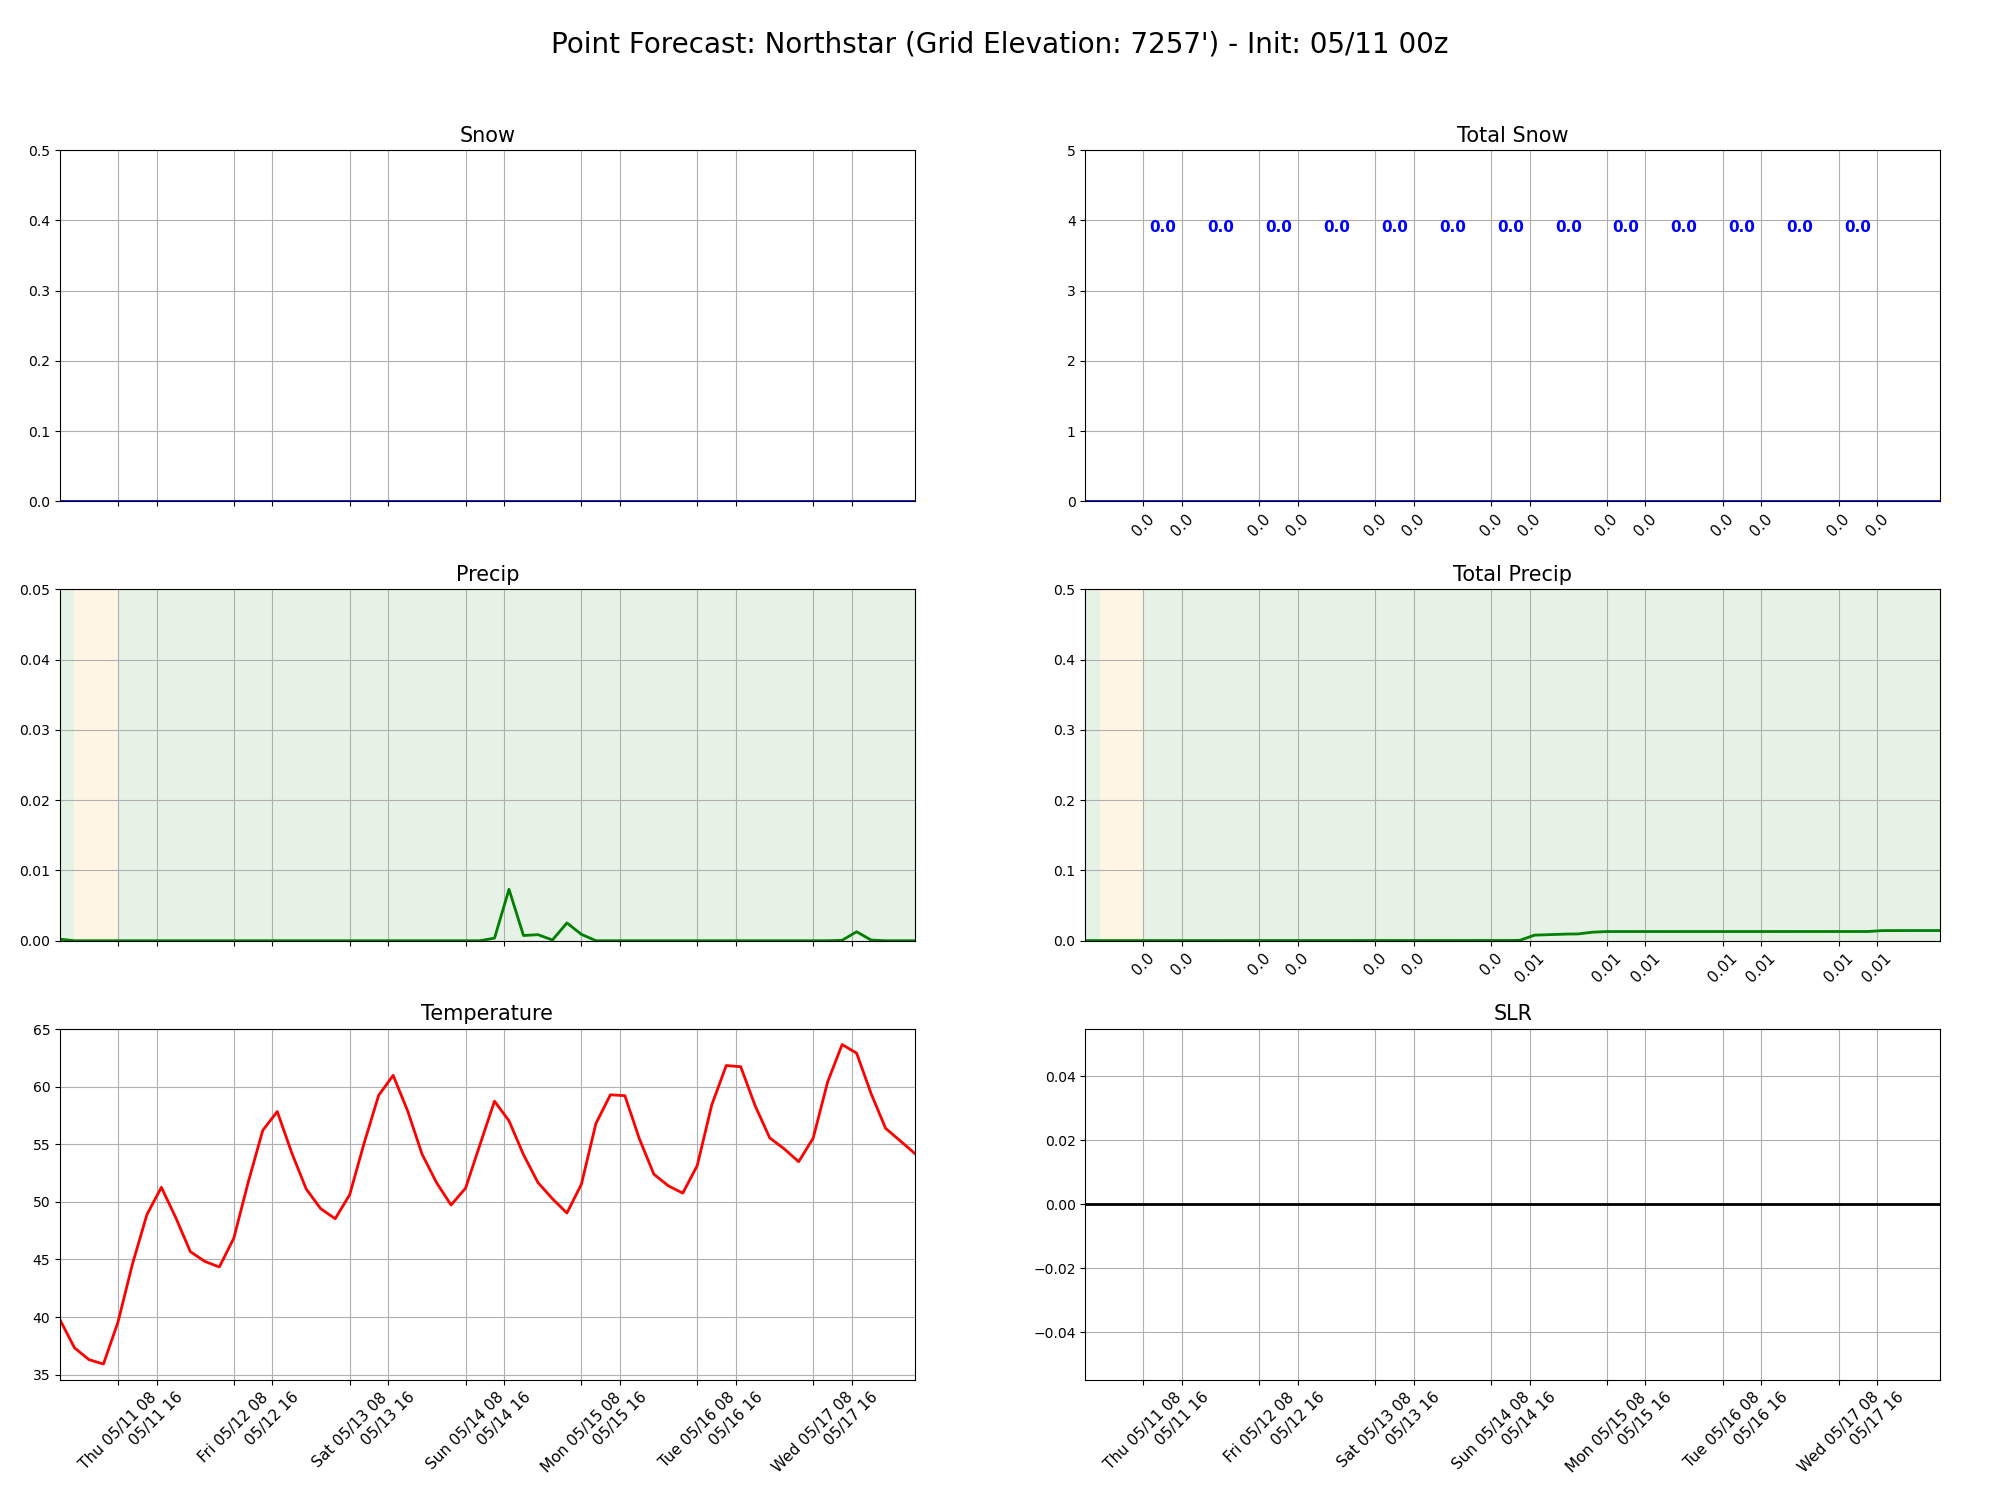 Point Forecast: Northstar (Grid Elevation: 7257') - Init: 05/11 00z
Snow
0.5
0.4
0.3
0.2
0.1
0.0
Total Snow
5
4
3
2
1
0
0.0 0.0 0.0 0.0 0.0 0.0 0.0 0.0 0.0 0.0 0.0 0.0 0.0
0.0 0.0 0.0 0.0 0.0 0.0 0.0 0.0 0.0 0.0 0.0 0.0 0.0 0.0
Precip
0.05
0.04
0.03
0.02
0.01
0.00
Total Precip
0.5
0.4
0.3
0.2
0.1
0.0
0.0 0.0 0.0 0.0 0.0 0.0 0.0 0.01 0.01 0.01 0.01 0.01 0.01 0.01
Temperature
65
60
55
50
45
40
35
Thu 05/11 08
05/11 16
Fri 05/12 08
05/12 16
Sat 05/13 08
05/13 16
Sun 05/14 08
05/14 16
Mon 05/15 08
05/15 16
Tue 05/16 08
05/16 16
Wed 05/17 08
05/17 16
SLR
0.04
0.02
0.00
−0.02
−0.04
Thu 05/11 08
05/11 16
Fri 05/12 08
05/12 16
Sat 05/13 08
05/13 16
Sun 05/14 08
05/14 16
Mon 05/15 08
05/15 16
Tue 05/16 08
05/16 16
Wed 05/17 08
05/17 16